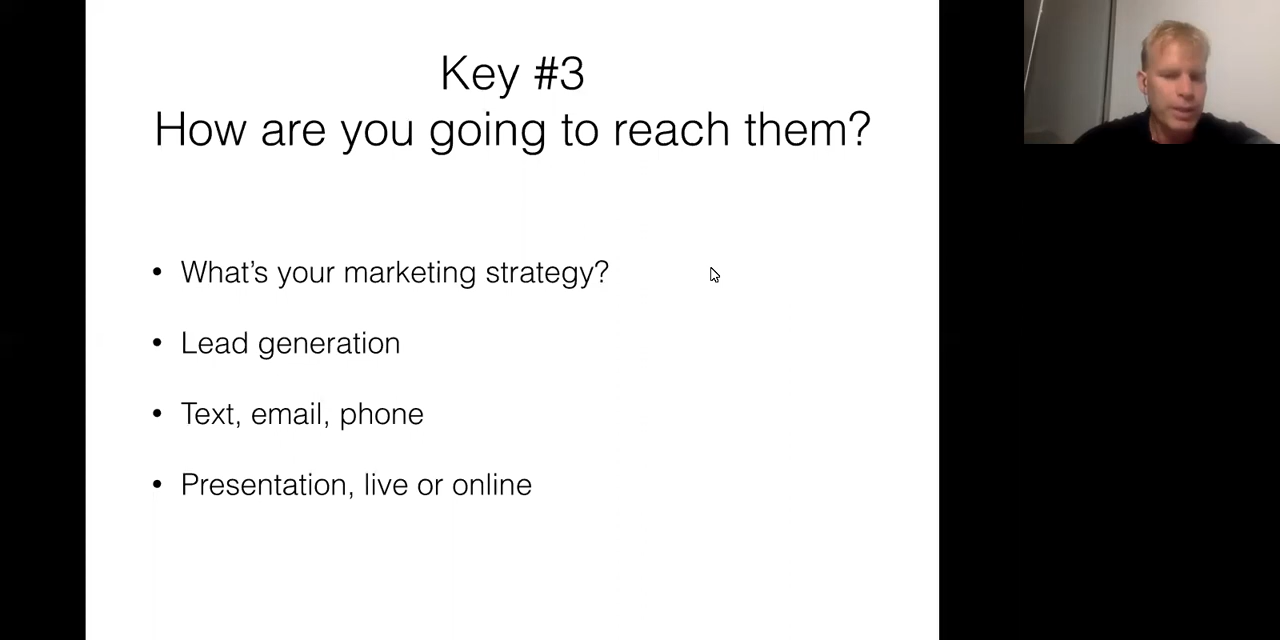 Key #3
How are you going to reach them?
• What's your marketing strategy?
• Lead generation
• Text, email, phone
• Presentation, live or online